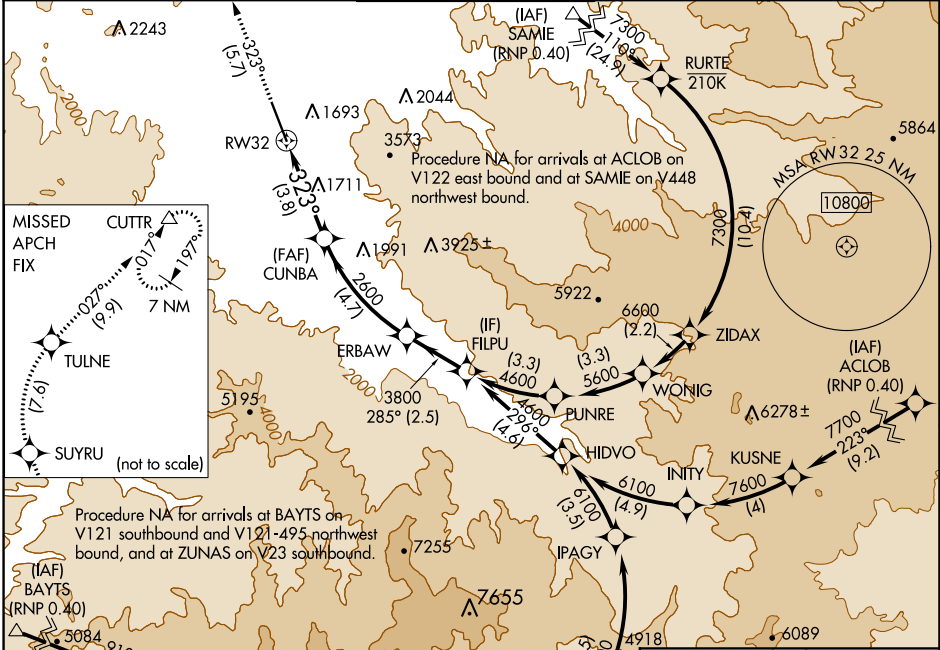 2243
323°
(5.7)
2000
(IAF)
SAMIE
(RNP 0.40)
7300
110°
(24.9)
RURTE
210K
2044
1693
RW32
3573
5864
Procedure NA for arrivals at ACLOB on
V122 east bound and at SAMIE on V448
northwest bound.
MSA RW32 25 NM
10800
323°
(3.8)
1711
4000
7300
(10.4)
MISSED
APCH
FIX
CUTTR
017°
197°
7 NM
027°
(9.9)
TULNE
(7.6)
SUYRU
(not to scale)
(FAF)
CUNBA
1991
3925±
2600
(4.7)
5922
6600
(2.2)
ZIDAX
ERBAW
(IF)
FILPU
(3.3)
4600
(3.3)
5600
WONIG
PUNRE
(IAF)
ACLOB
(RNP 0.40)
2000
3800
285° (2.5)
5195
4000
4600
296°
(4.6)
6278±
7700
223°
(9.2)
HIDVO
KUSNE
INITY
6100
(4.9)
7600
(4)
6100
(3.5)
IPAGY
Procedure NA for arrivals at BAYTS on
V121 southbound and V121-495 northwest
bound, and at ZUNAS on V23 southbound.
7255
(IAF)
BAYTS
(RNP 0.40)
7655
5084
4918
6089